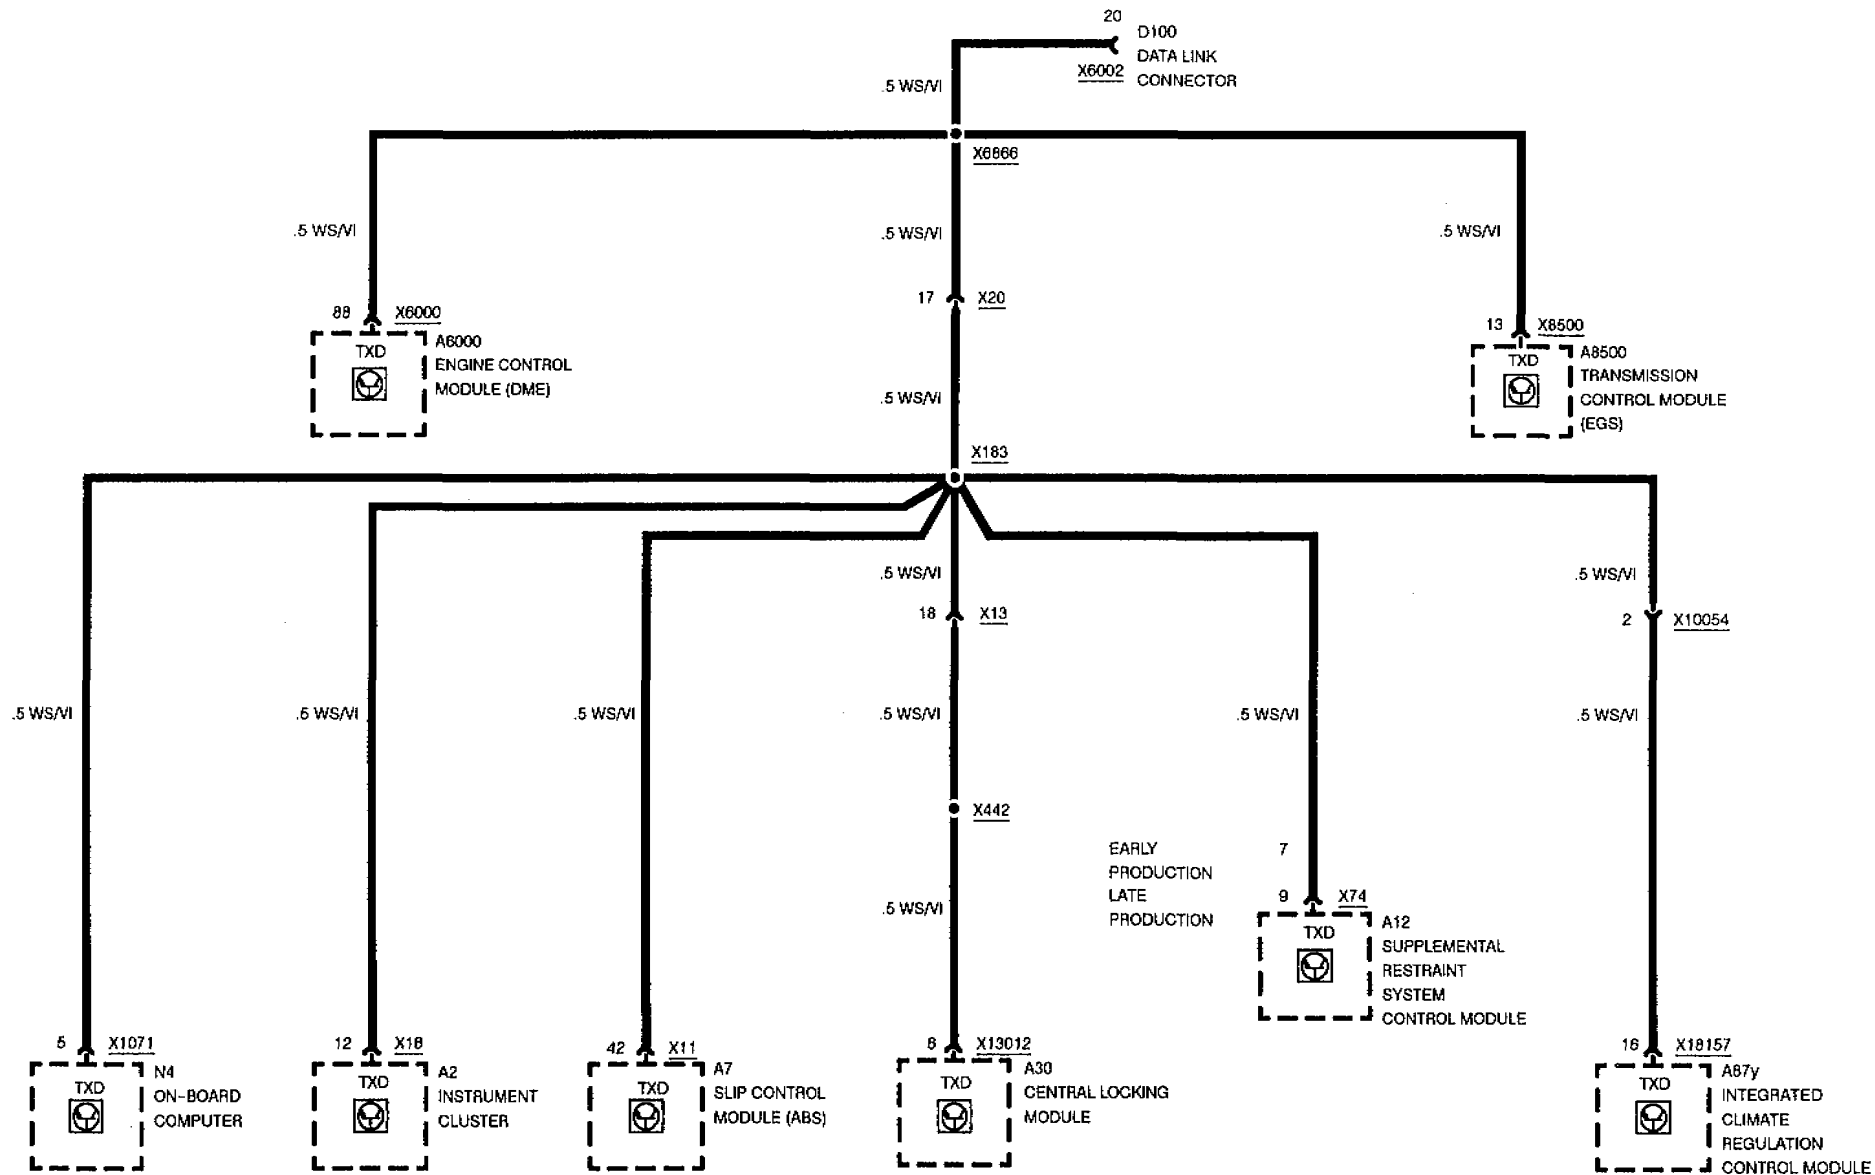 20
D100
DATA LINK
X6002
CONNECTOR
.5 WS/VI
X6866
.5 WS/VI
.5 WS/VI
.5 WS/VI
17
X20
88
X6000
A6000
ENGINE CONTROL
MODULE (DME)
TXD
13
X8500
A8500
TRANSMISSION
CONTROL MODULE
(EGS)
TXD
.5 WS/VI
X183
.5 WS/VI
.5 WS/VI
18
X13
2
X10054
.5 WS/VI
.5 WS/VI
.5 WS/VI
.5 WS/VI
.5 WS/VI
.5 WS/VI
X442
.5 WS/VI
EARLY
PRODUCTION
7
LATE
PRODUCTION
9
X74
A12
SUPPLEMENTAL
RESTRAINT
SYSTEM
CONTROL MODULE
TXD
5
X1071
N4
ON-BOARD
COMPUTER
TXD
12
X18
A2
INSTRUMENT
CLUSTER
TXD
42
X11
A7
SLIP CONTROL
MODULE (ABS)
TXD
8
X13012
A30
CENTRAL LOCKING
MODULE
TXD
16
X18157
A87y
INTEGRATED
CLIMATE
REGULATION
CONTROL MODULE
TXD